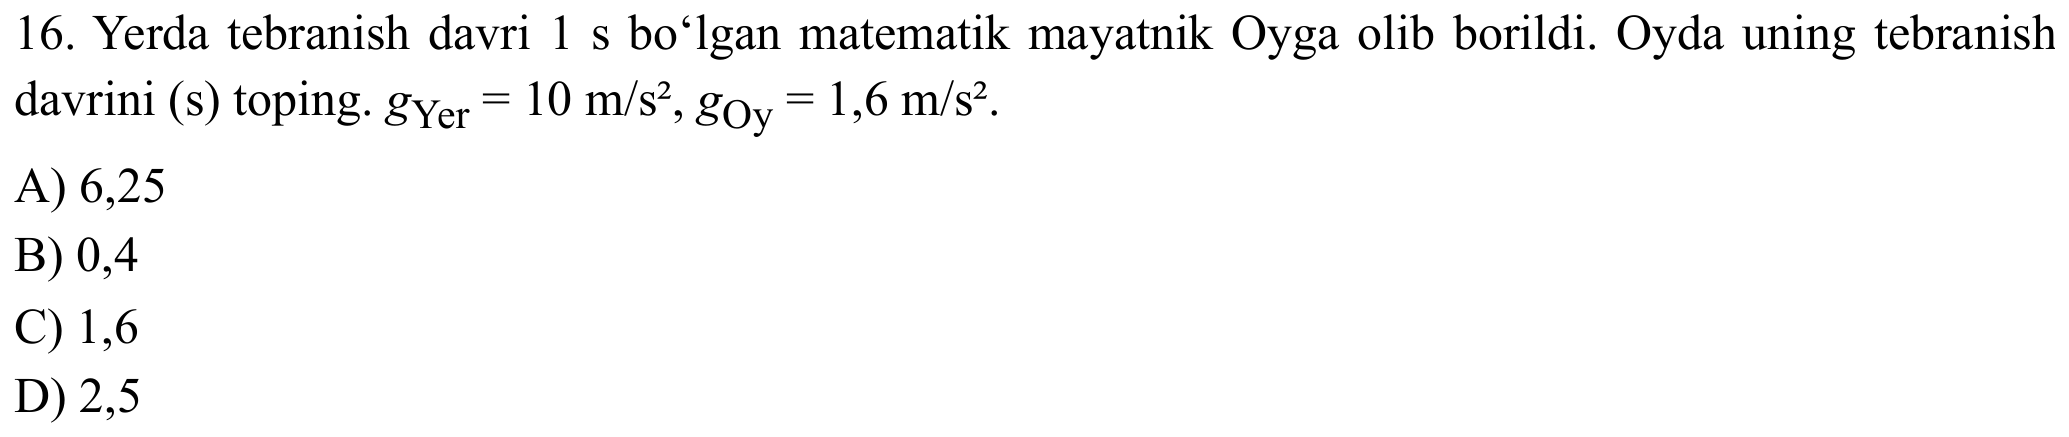 16. Yerda tebranish davri 1 s bo‘lgan matematik mayatnik Oyga olib borildi. Oyda uning tebranish
davrini (s) toping. gYer = 10 m/s², gOy = 1,6 m/s².
A) 6,25
B) 0,4
C) 1,6
D) 2,5